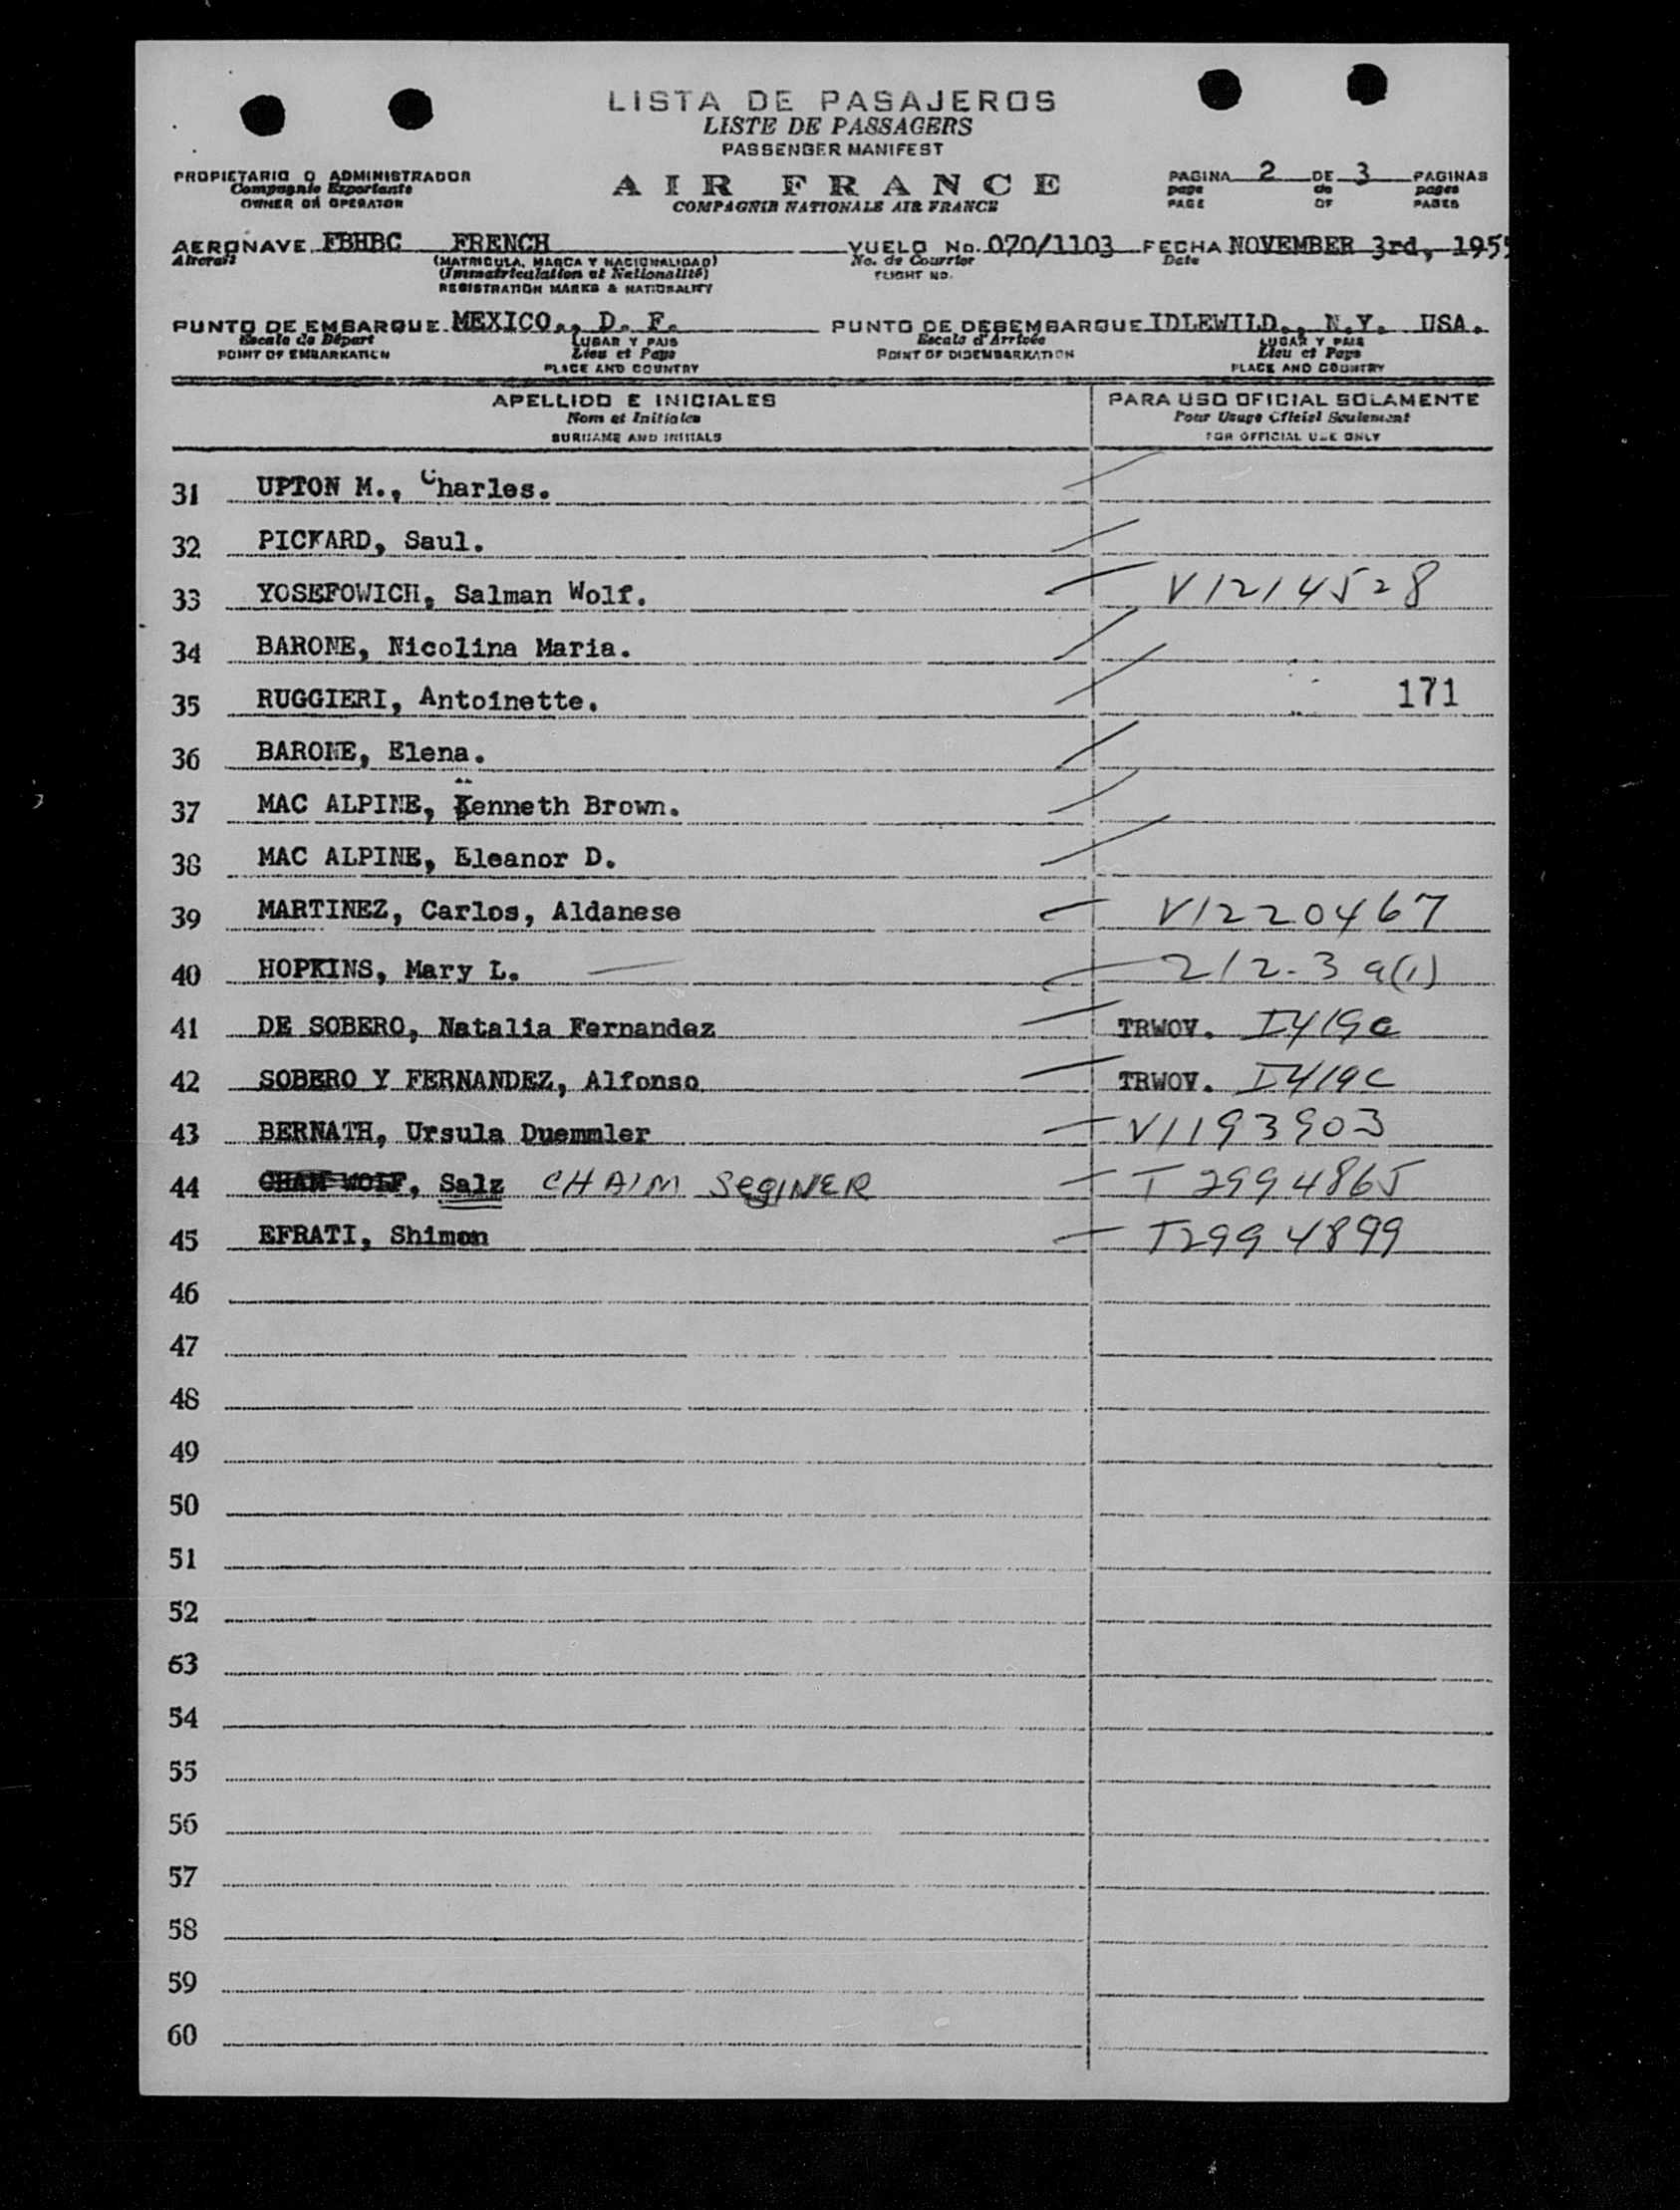 LISTA DE PASAJEROS
LISTE DE PASSAGERS
PASSENGER MANIFEST
PROPIETARIO O ADMINISTRADOR
Compagnie Exportante
OWNER OR OPERATOR
AIR FRANCE
COMPAGNIE NATIONALE AIR FRANCE
PAGINA 2 DE 3 PAGINAS
page de pages
PAGE OF PAGES
AERONAVE FBHBC FRENCH VUELO No. 070/1103 FECHA NOVEMBER 3rd, 1955
Aircraft (MATRICULA, MARCA Y NACIONALIDAD) No. de Courrier Date
(Immatriculation et Nationalité) FLIGHT NO.
REGISTRATION MARKS & NATIONALITY
PUNTO DE EMBARQUE MEXICO., D. F. PUNTO DE DESEMBARQUE IDLEWILD., N.Y. USA.
Escale de Départ LUGAR Y PAIS Escale d'Arrivée LUGAR Y PAIS
POINT OF EMBARKATION Lieu et Pays POINT OF DISEMBARKATION Lieu et Pays
PLACE AND COUNTRY PLACE AND COUNTRY
APELLIDO E INICIALES PARA USO OFICIAL SOLAMENTE
Nom et Initiales Pour Usage Officiel Seulement
SURNAME AND INITIALS FOR OFFICIAL USE ONLY
31 UPTON M., Charles.
32 PICKARD, Saul.
33 YOSEFOWICH, Salman Wolf. V1214528
34 BARONE, Nicolina Maria.
35 RUGGIERI, Antoinette. 171
36 BARONE, Elena.
37 MAC ALPINE, Kenneth Brown.
38 MAC ALPINE, Eleanor D.
39 MARTINEZ, Carlos, Aldanese V1220467
40 HOPKINS, Mary L. 212-3 a(1)
41 DE SOBERO, Natalia Fernandez TRWOV. I419c
42 SOBERO Y FERNANDEZ, Alfonso TRWOV. I419c
43 BERNATH, Ursula Duemmler V1193903
44 CHAM WOLF, Salz CHAIM SegINER T 2994865
45 EFRATI, Shimon T2994899
46
47
48
49
50
51
52
53
54
55
56
57
58
59
60